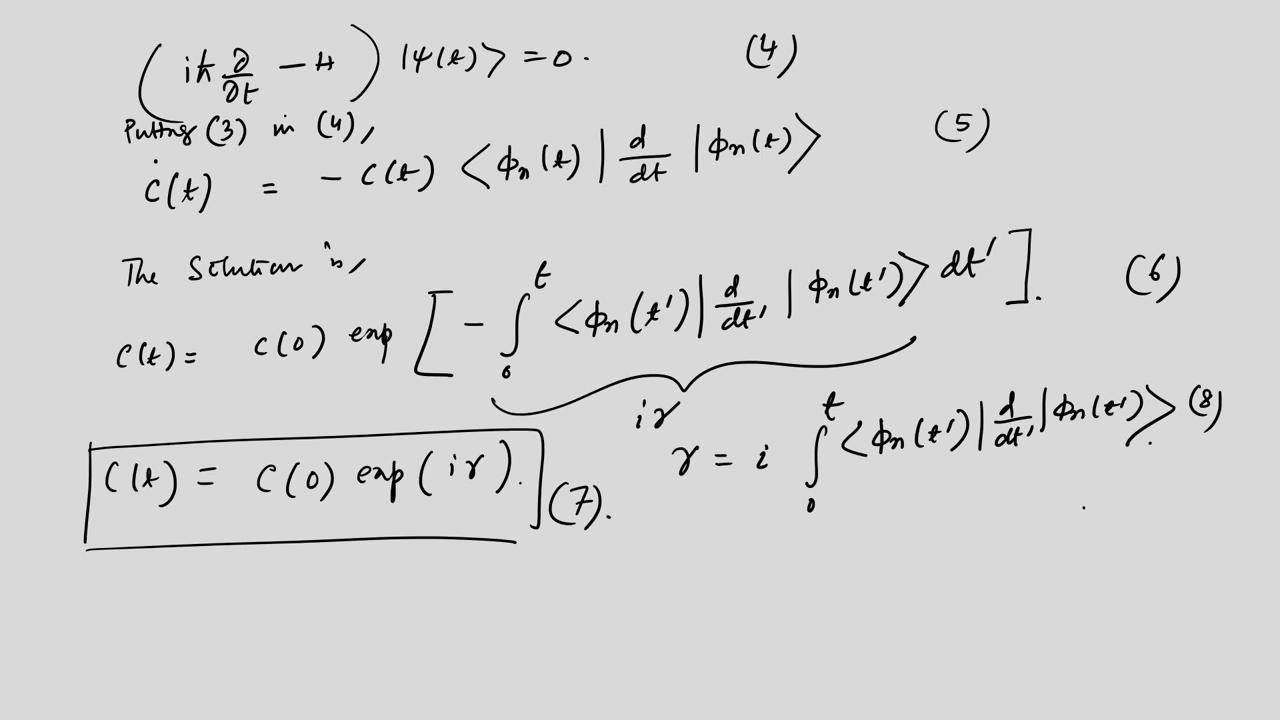 (iℏ ∂/∂t − H) |ψ(t)⟩ = 0. (4)
Putting (3) in (4),
ċ(t) = − c(t) ⟨ϕn(t)| d/dt |ϕn(t)⟩ (5)
The solution is,
c(t) = c(0) exp [ − ∫₀ᵗ ⟨ϕn(t′)| d/dt′ |ϕn(t′)⟩ dt′ ]. (6)
iγ
γ = i ∫₀ᵗ ⟨ϕn(t′)| d/dt′ |ϕn(t′)⟩ (8)
c(t) = c(0) exp(iγ). (7).